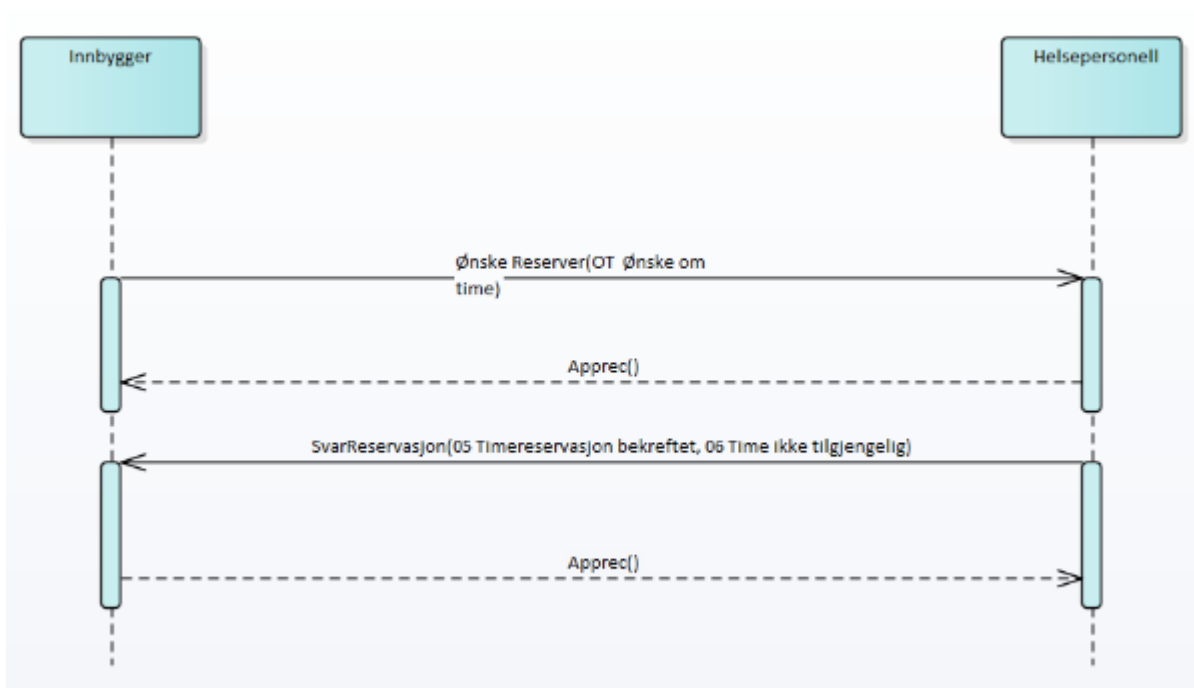 Innbygger
Helsepersonell
Ønske Reserver(OT Ønske om
time)
Apprec()
SvarReservasjon(05 Timereservasjon bekreftet, 06 Time ikke tilgjengelig)
Apprec()